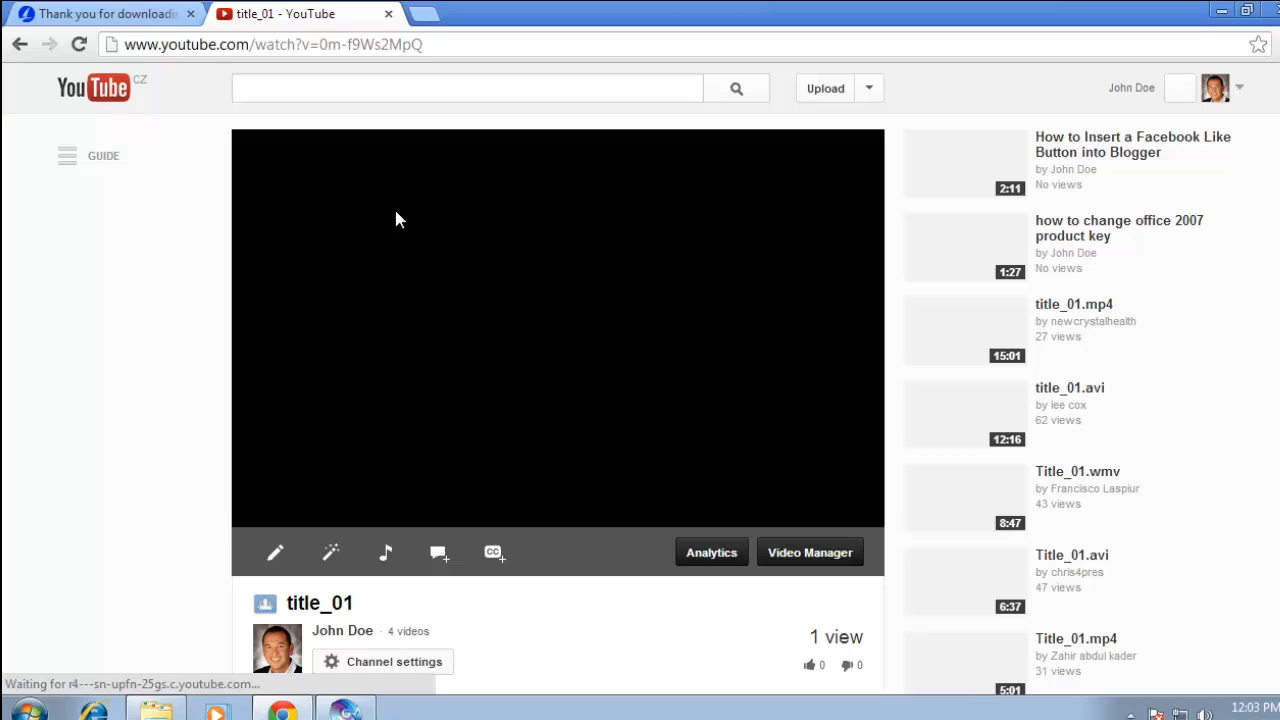 Thank you for downloadin
title_01 - YouTube
www.youtube.com/watch?v=0m-f9Ws2MpQ
YouTube CZ
Upload
John Doe
GUIDE
How to Insert a Facebook Like
Button into Blogger
by John Doe
No views
2:11
how to change office 2007
product key
by John Doe
No views
1:27
title_01.mp4
by newcrystalhealth
27 views
15:01
title_01.avi
by lee cox
62 views
12:16
Title_01.wmv
by Francisco Laspiur
43 views
8:47
Title_01.avi
by chris4pres
47 views
6:37
Title_01.mp4
by Zahir abdul kader
31 views
5:01
CC
Analytics
Video Manager
title_01
John Doe · 4 videos
Channel settings
1 view
0
0
Waiting for r4---sn-upfn-25gs.c.youtube.com...
12:03 PM